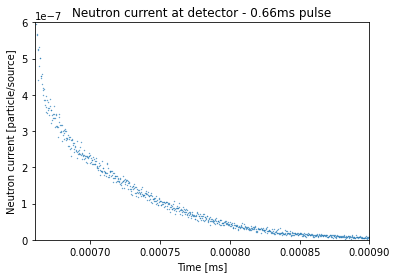 Neutron current at detector - 0.66ms pulse
1e−7
6
5
4
3
2
1
0
Neutron current [particle/source]
0.00070 0.00075 0.00080 0.00085 0.00090
Time [ms]